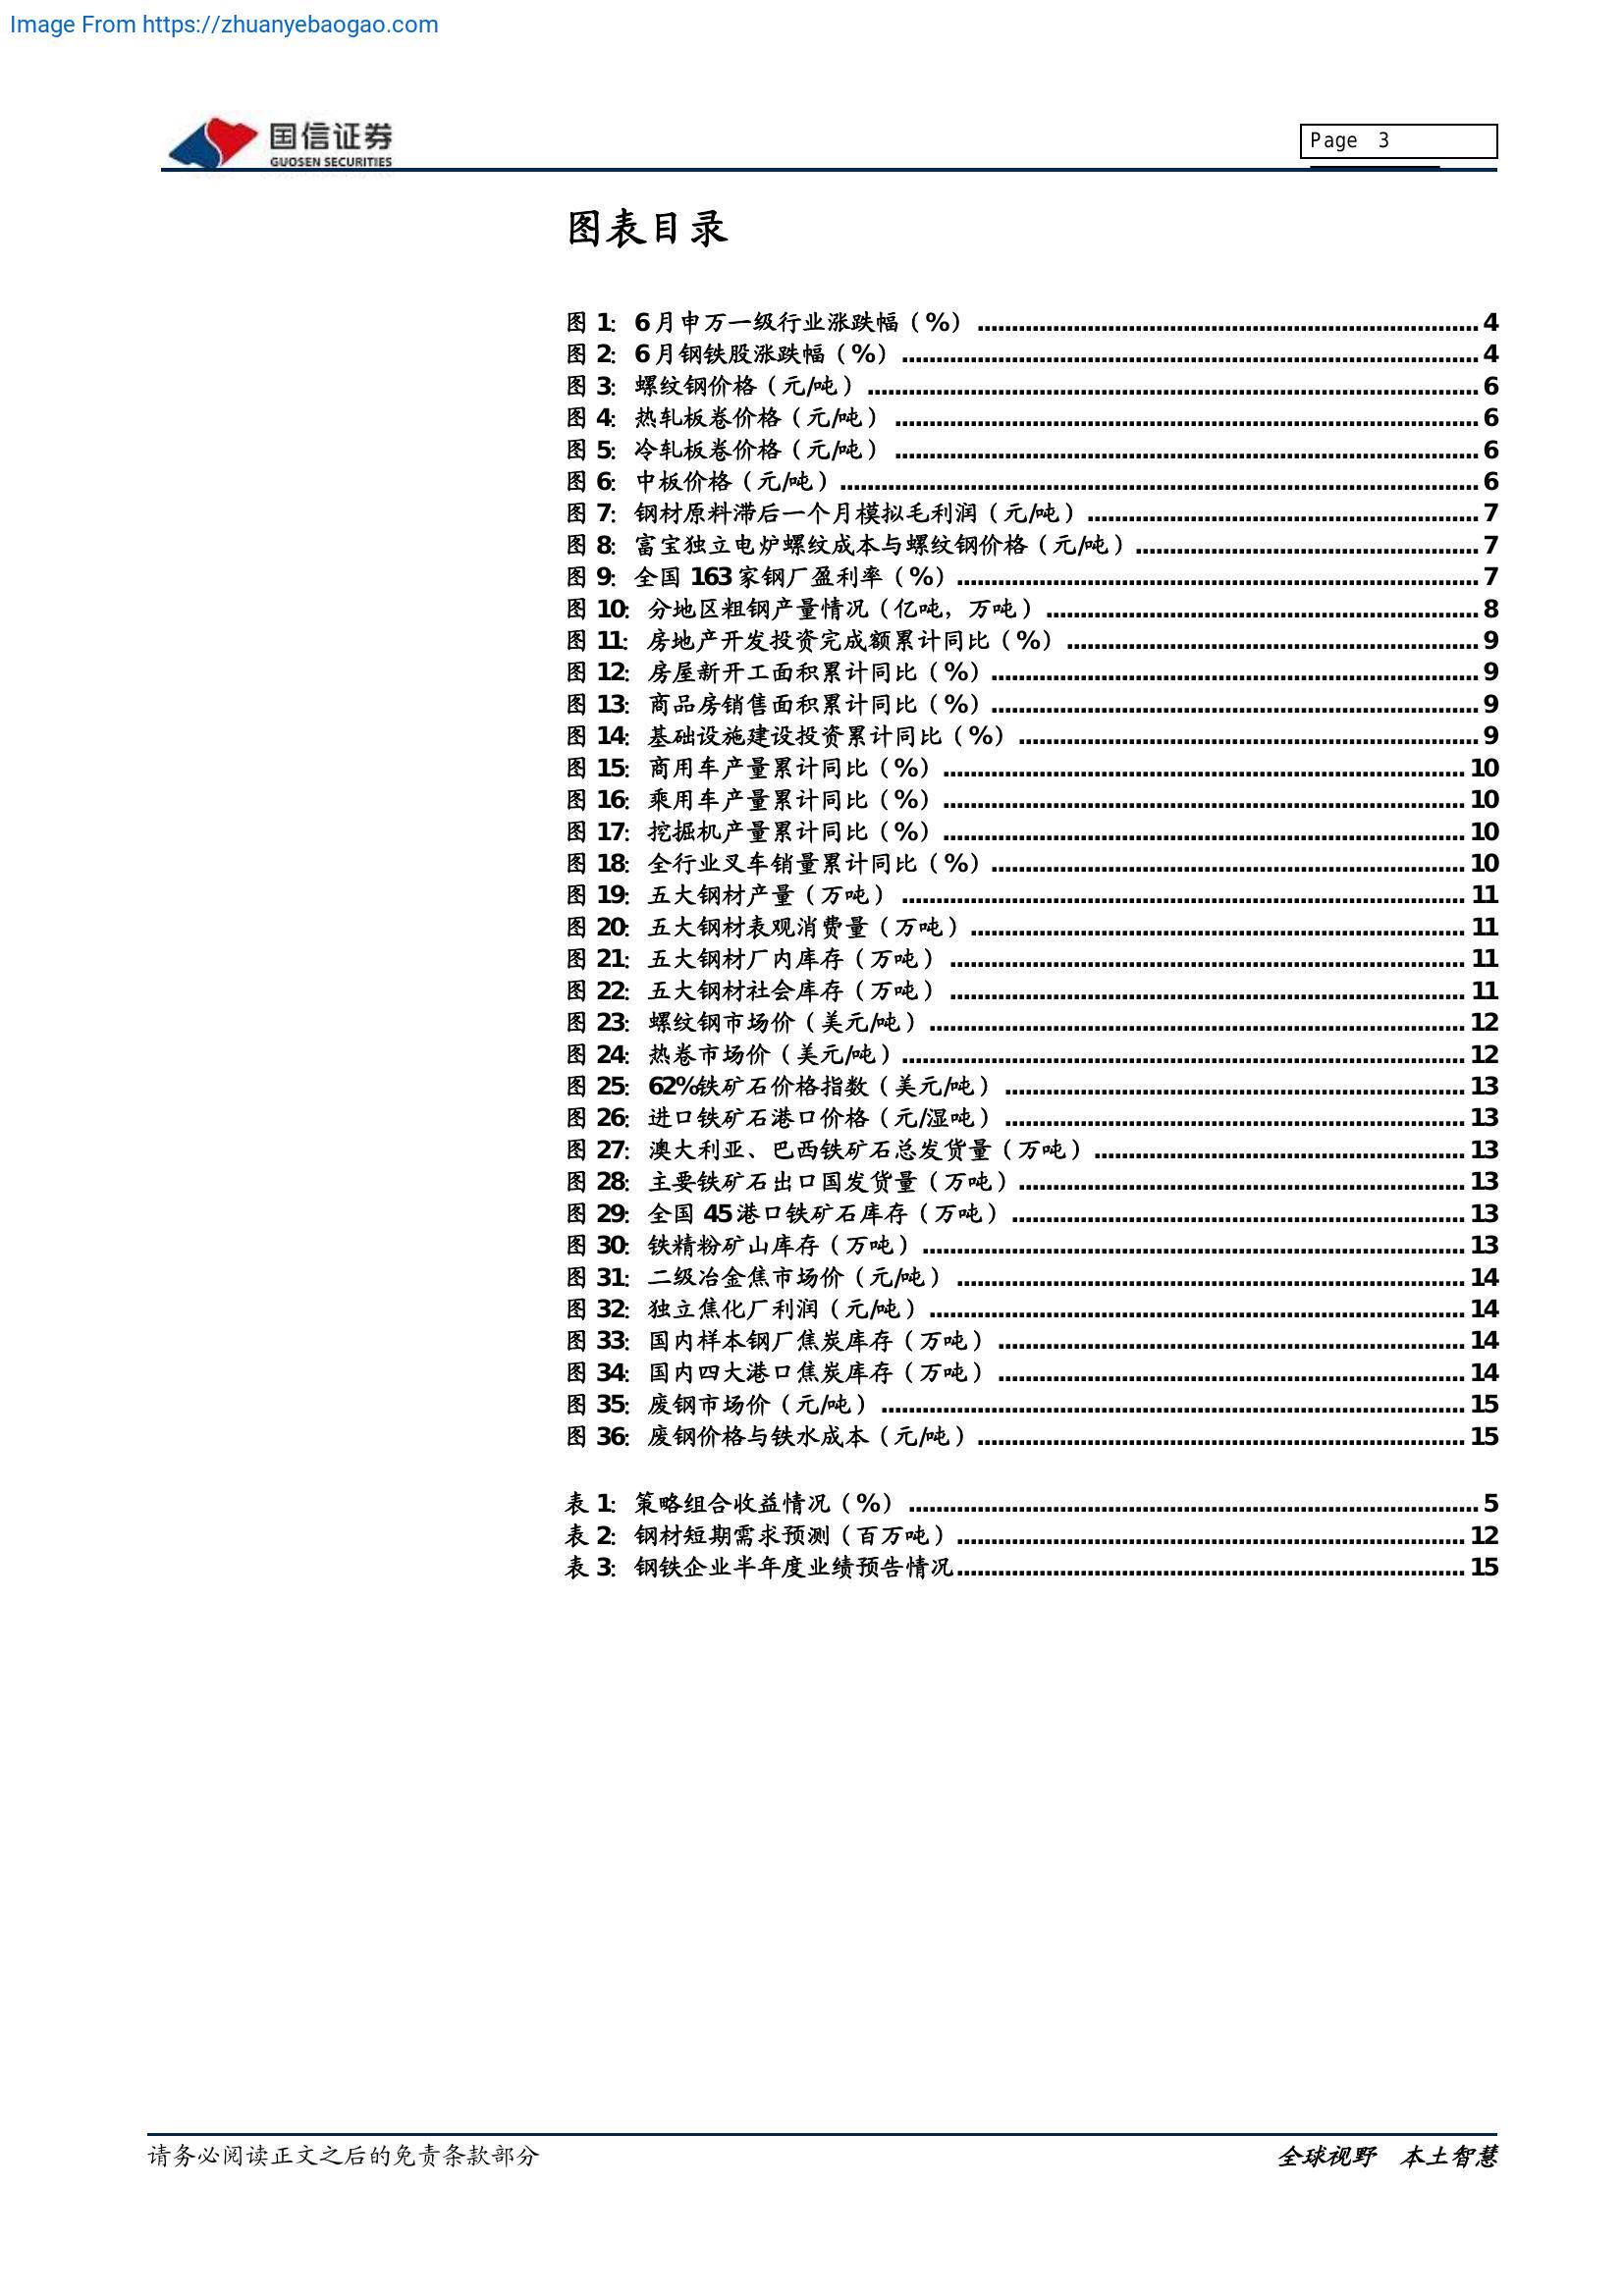 Image From https://zhuanyebaogao.com
国信证券
GUOSEN SECURITIES
Page 3
图表目录
图 1：6 月申万一级行业涨跌幅（%） ........ 4
图 2：6 月钢铁股涨跌幅（%） ........ 4
图 3：螺纹钢价格（元/吨） ........ 6
图 4：热轧板卷价格（元/吨） ........ 6
图 5：冷轧板卷价格（元/吨） ........ 6
图 6：中板价格（元/吨） ........ 6
图 7：钢材原料滞后一个月模拟毛利润（元/吨） ........ 7
图 8：富宝独立电炉螺纹成本与螺纹钢价格（元/吨） ........ 7
图 9：全国 163 家钢厂盈利率（%） ........ 7
图 10：分地区粗钢产量情况（亿吨，万吨） ........ 8
图 11：房地产开发投资完成额累计同比（%） ........ 9
图 12：房屋新开工面积累计同比（%） ........ 9
图 13：商品房销售面积累计同比（%） ........ 9
图 14：基础设施建设投资累计同比（%） ........ 9
图 15：商用车产量累计同比（%） ........ 10
图 16：乘用车产量累计同比（%） ........ 10
图 17：挖掘机产量累计同比（%） ........ 10
图 18：全行业叉车销量累计同比（%） ........ 10
图 19：五大钢材产量（万吨） ........ 11
图 20：五大钢材表观消费量（万吨） ........ 11
图 21：五大钢材厂内库存（万吨） ........ 11
图 22：五大钢材社会库存（万吨） ........ 11
图 23：螺纹钢市场价（美元/吨） ........ 12
图 24：热卷市场价（美元/吨） ........ 12
图 25：62%铁矿石价格指数（美元/吨） ........ 13
图 26：进口铁矿石港口价格（元/湿吨） ........ 13
图 27：澳大利亚、巴西铁矿石总发货量（万吨） ........ 13
图 28：主要铁矿石出口国发货量（万吨） ........ 13
图 29：全国 45 港口铁矿石库存（万吨） ........ 13
图 30：铁精粉矿山库存（万吨） ........ 13
图 31：二级冶金焦市场价（元/吨） ........ 14
图 32：独立焦化厂利润（元/吨） ........ 14
图 33：国内样本钢厂焦炭库存（万吨） ........ 14
图 34：国内四大港口焦炭库存（万吨） ........ 14
图 35：废钢市场价（元/吨） ........ 15
图 36：废钢价格与铁水成本（元/吨） ........ 15
表 1：策略组合收益情况（%） ........ 5
表 2：钢材短期需求预测（百万吨） ........ 12
表 3：钢铁企业半年度业绩预告情况 ........ 15
请务必阅读正文之后的免责条款部分
全球视野 本土智慧